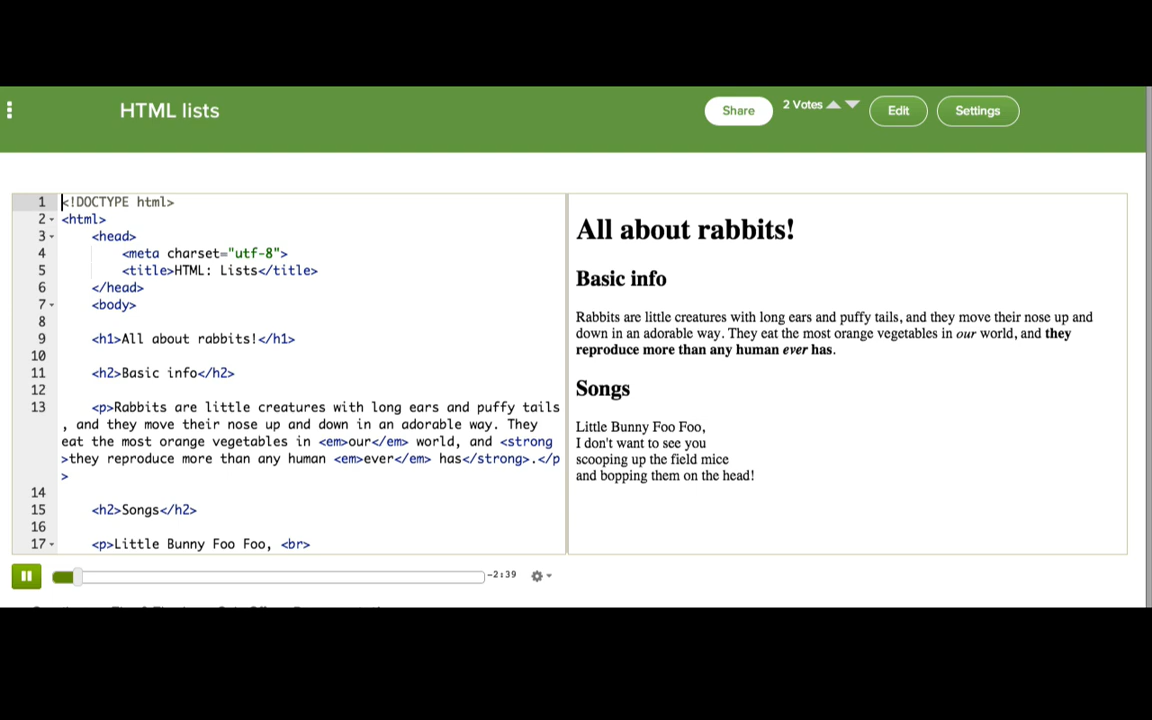 HTML lists
Share
2 Votes
Edit
Settings
1 <!DOCTYPE html>
2 <html>
3 <head>
4 <meta charset="utf-8">
5 <title>HTML: Lists</title>
6 </head>
7 <body>
8
9 <h1>All about rabbits!</h1>
10
11 <h2>Basic info</h2>
12
13 <p>Rabbits are little creatures with long ears and puffy tails
, and they move their nose up and down in an adorable way. They
eat the most orange vegetables in <em>our</em> world, and <strong
>they reproduce more than any human <em>ever</em> has</strong>.</p
>
14
15 <h2>Songs</h2>
16
17 <p>Little Bunny Foo Foo, <br>
All about rabbits!
Basic info
Rabbits are little creatures with long ears and puffy tails, and they move their nose up and
down in an adorable way. They eat the most orange vegetables in our world, and they
reproduce more than any human ever has.
Songs
Little Bunny Foo Foo,
I don't want to see you
scooping up the field mice
and bopping them on the head!
-2:39